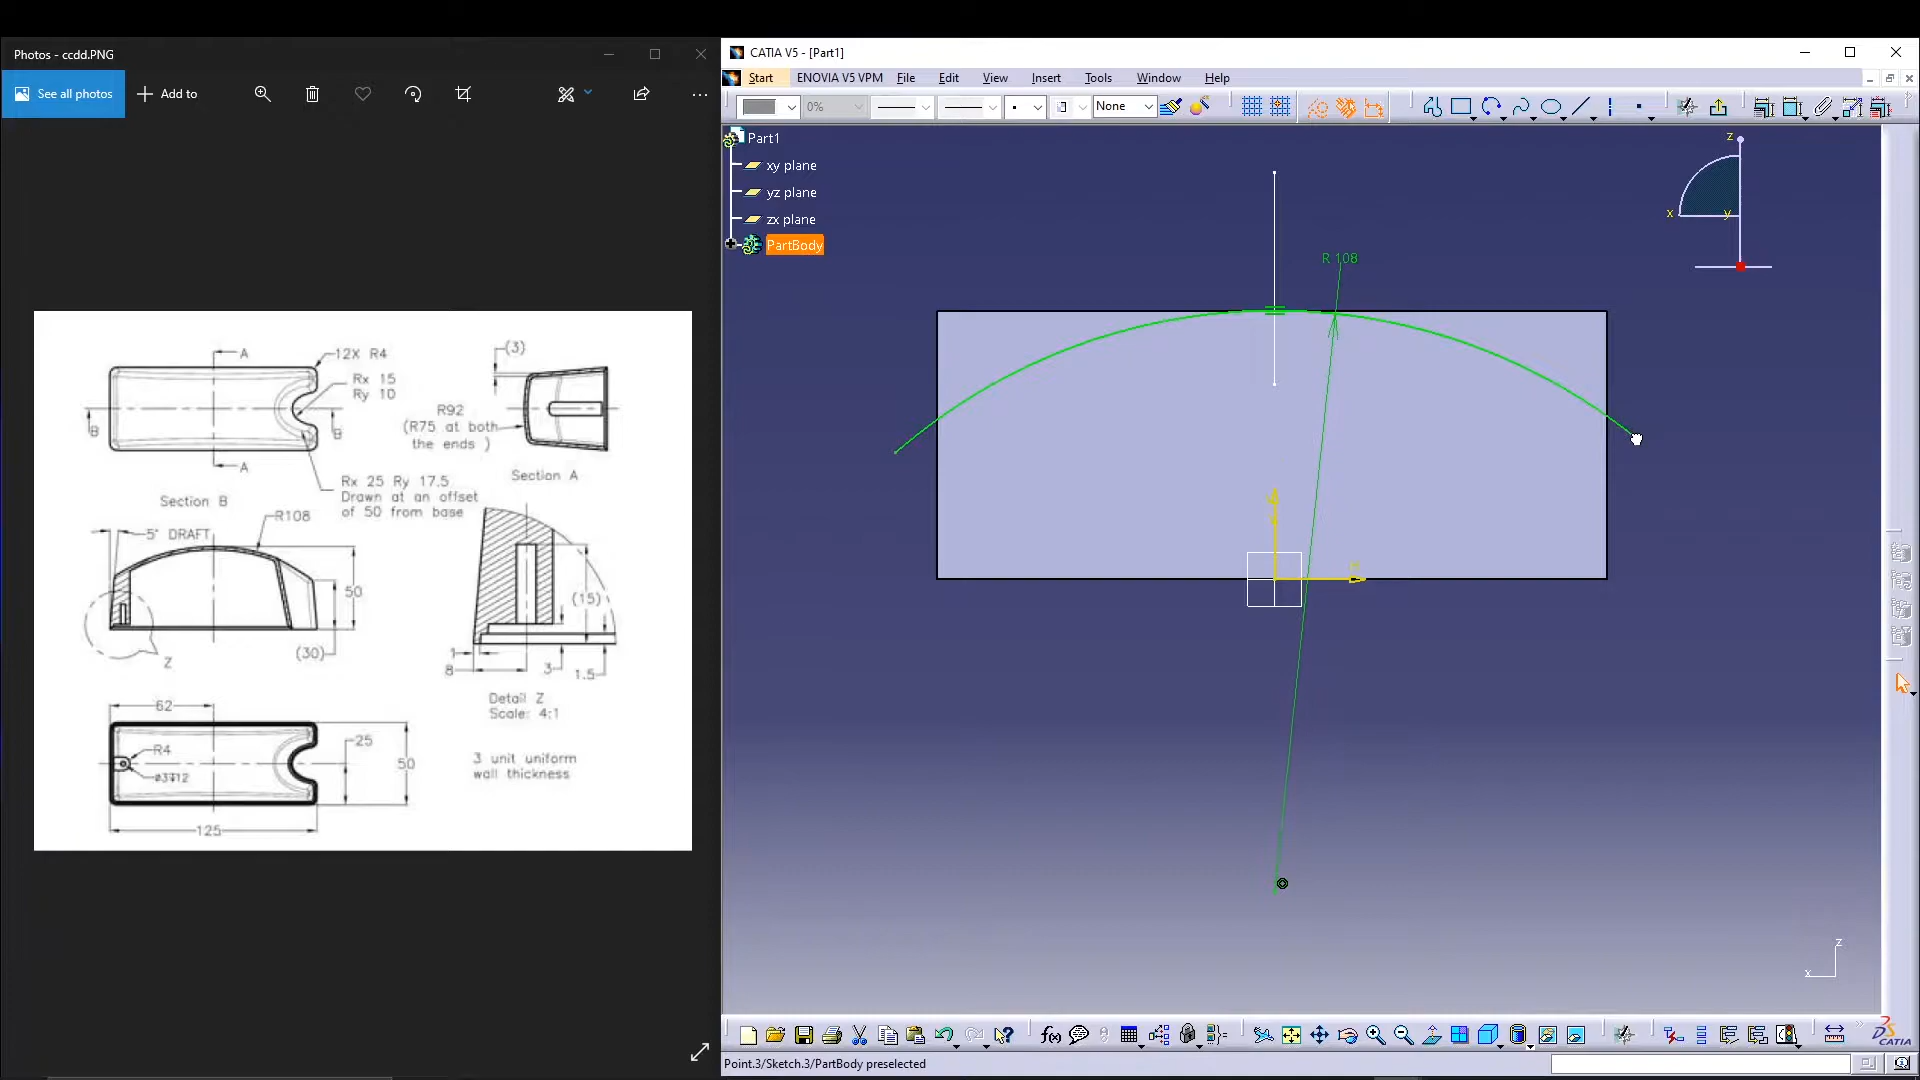 Photos - ccdd.PNG
See all photos
Add to
A
12X R4
Rx 15
Ry 10
B
B
A
(3)
R92
(R75 at both
the ends )
Section A
Rx 25 Ry 17.5
Drawn at an offset
of 50 from base
Section B
R108
5° DRAFT
50
(30)
Z
(15)
1
8
3
1.5
Detail Z
Scale: 4:1
62
R4
25
50
125
3 unit uniform
wall thickness
CATIA V5 - [Part1]
Start
ENOVIA V5 VPM
File
Edit
View
Insert
Tools
Window
Help
0%
None
Part1
xy plane
yz plane
zx plane
PartBody
z
x
y
R 108
z
x
f(x)
CATIA
Point.3/Sketch.3/PartBody preselected